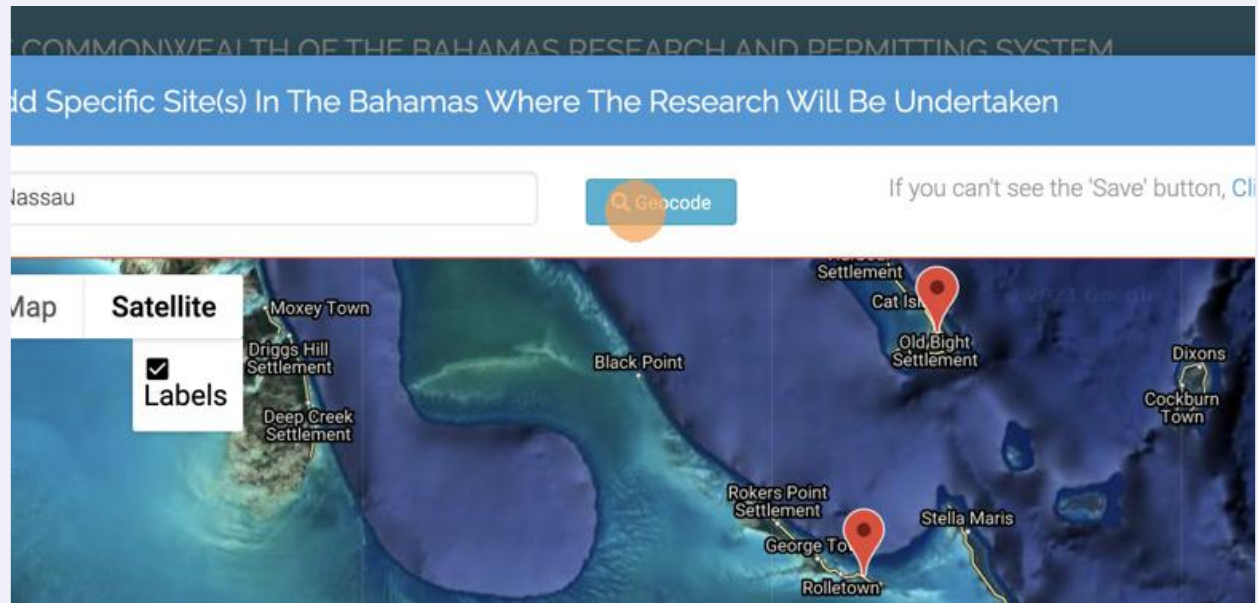 COMMONWEALTH OF THE BAHAMAS RESEARCH AND PERMITTING SYSTEM
dd Specific Site(s) In The Bahamas Where The Research Will Be Undertaken
Nassau
Geocode
If you can't see the 'Save' button, Cli
Map
Satellite
Labels
Moxey Town
Driggs Hill
Settlement
Deep Creek
Settlement
Black Point
Settlement
Cat Is
Old Bight
Settlement
Dixons
Cockburn
Town
Rokers Point
Settlement
George To
Rolletown
Stella Maris